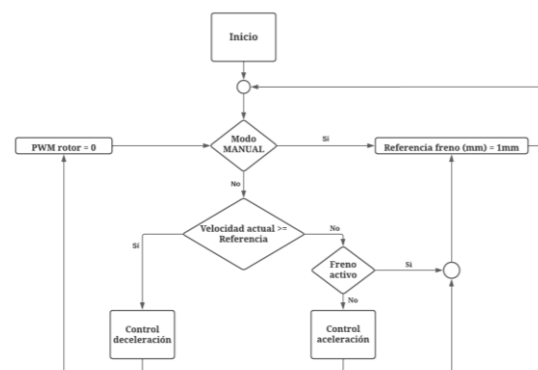 Inicio
Modo
MANUAL
Si
PWM rotor = 0
Referencia freno (mm) = 1mm
No
Velocidad actual >=
Referencia
Si
No
Freno
activo
Si
No
Control
deceleración
Control
aceleración